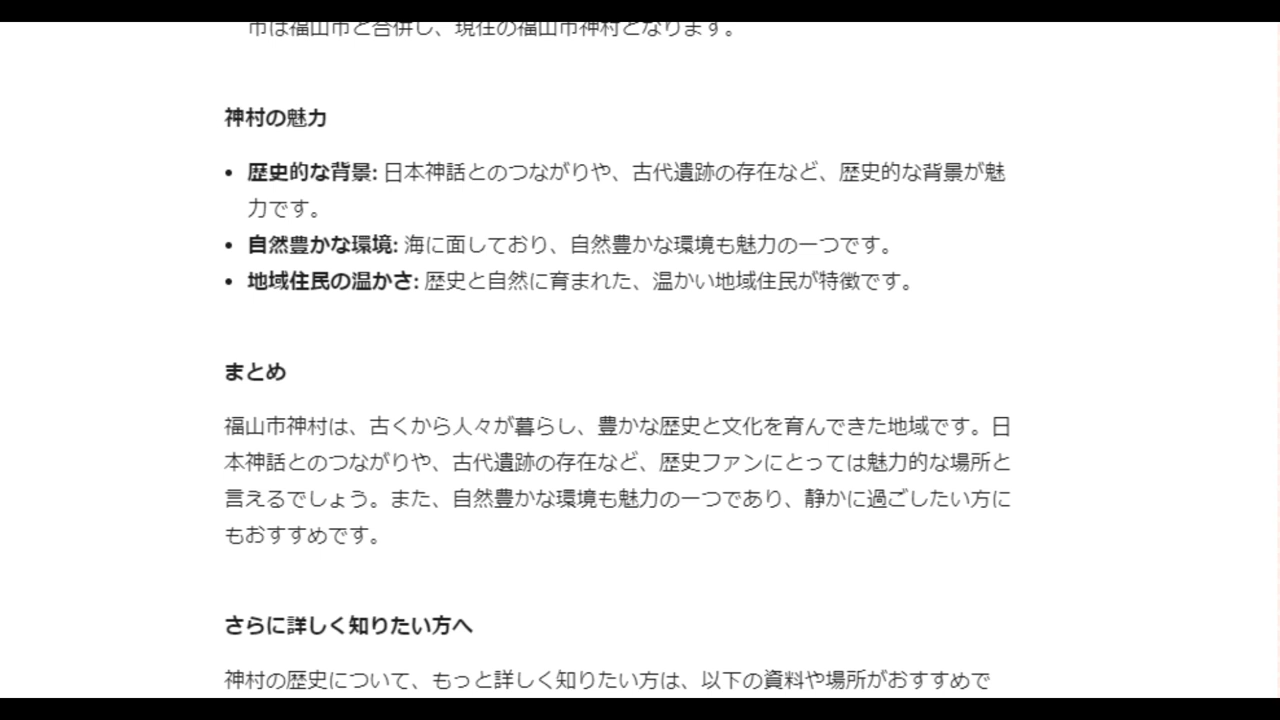 市は福山市と合併し、現在の福山市神村となります。
神村の魅力
• 歴史的な背景: 日本神話とのつながりや、古代遺跡の存在など、歴史的な背景が魅
力です。
• 自然豊かな環境: 海に面しており、自然豊かな環境も魅力の一つです。
• 地域住民の温かさ: 歴史と自然に育まれた、温かい地域住民が特徴です。
まとめ
福山市神村は、古くから人々が暮らし、豊かな歴史と文化を育んできた地域です。日
本神話とのつながりや、古代遺跡の存在など、歴史ファンにとっては魅力的な場所と
言えるでしょう。また、自然豊かな環境も魅力の一つであり、静かに過ごしたい方に
もおすすめです。
さらに詳しく知りたい方へ
神村の歴史について、もっと詳しく知りたい方は、以下の資料や場所がおすすめで